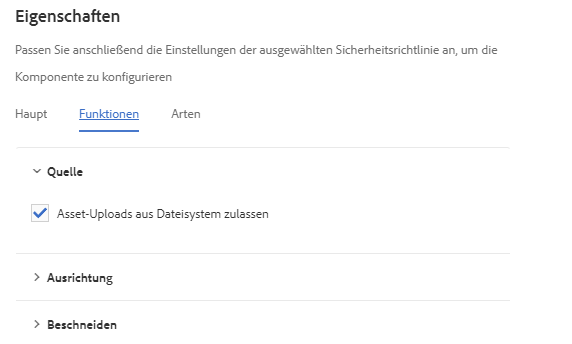 Eigenschaften
Passen Sie anschließend die Einstellungen der ausgewählten Sicherheitsrichtlinie an, um die
Komponente zu konfigurieren
Haupt Funktionen Arten
Quelle
Asset-Uploads aus Dateisystem zulassen
Ausrichtung
Beschneiden